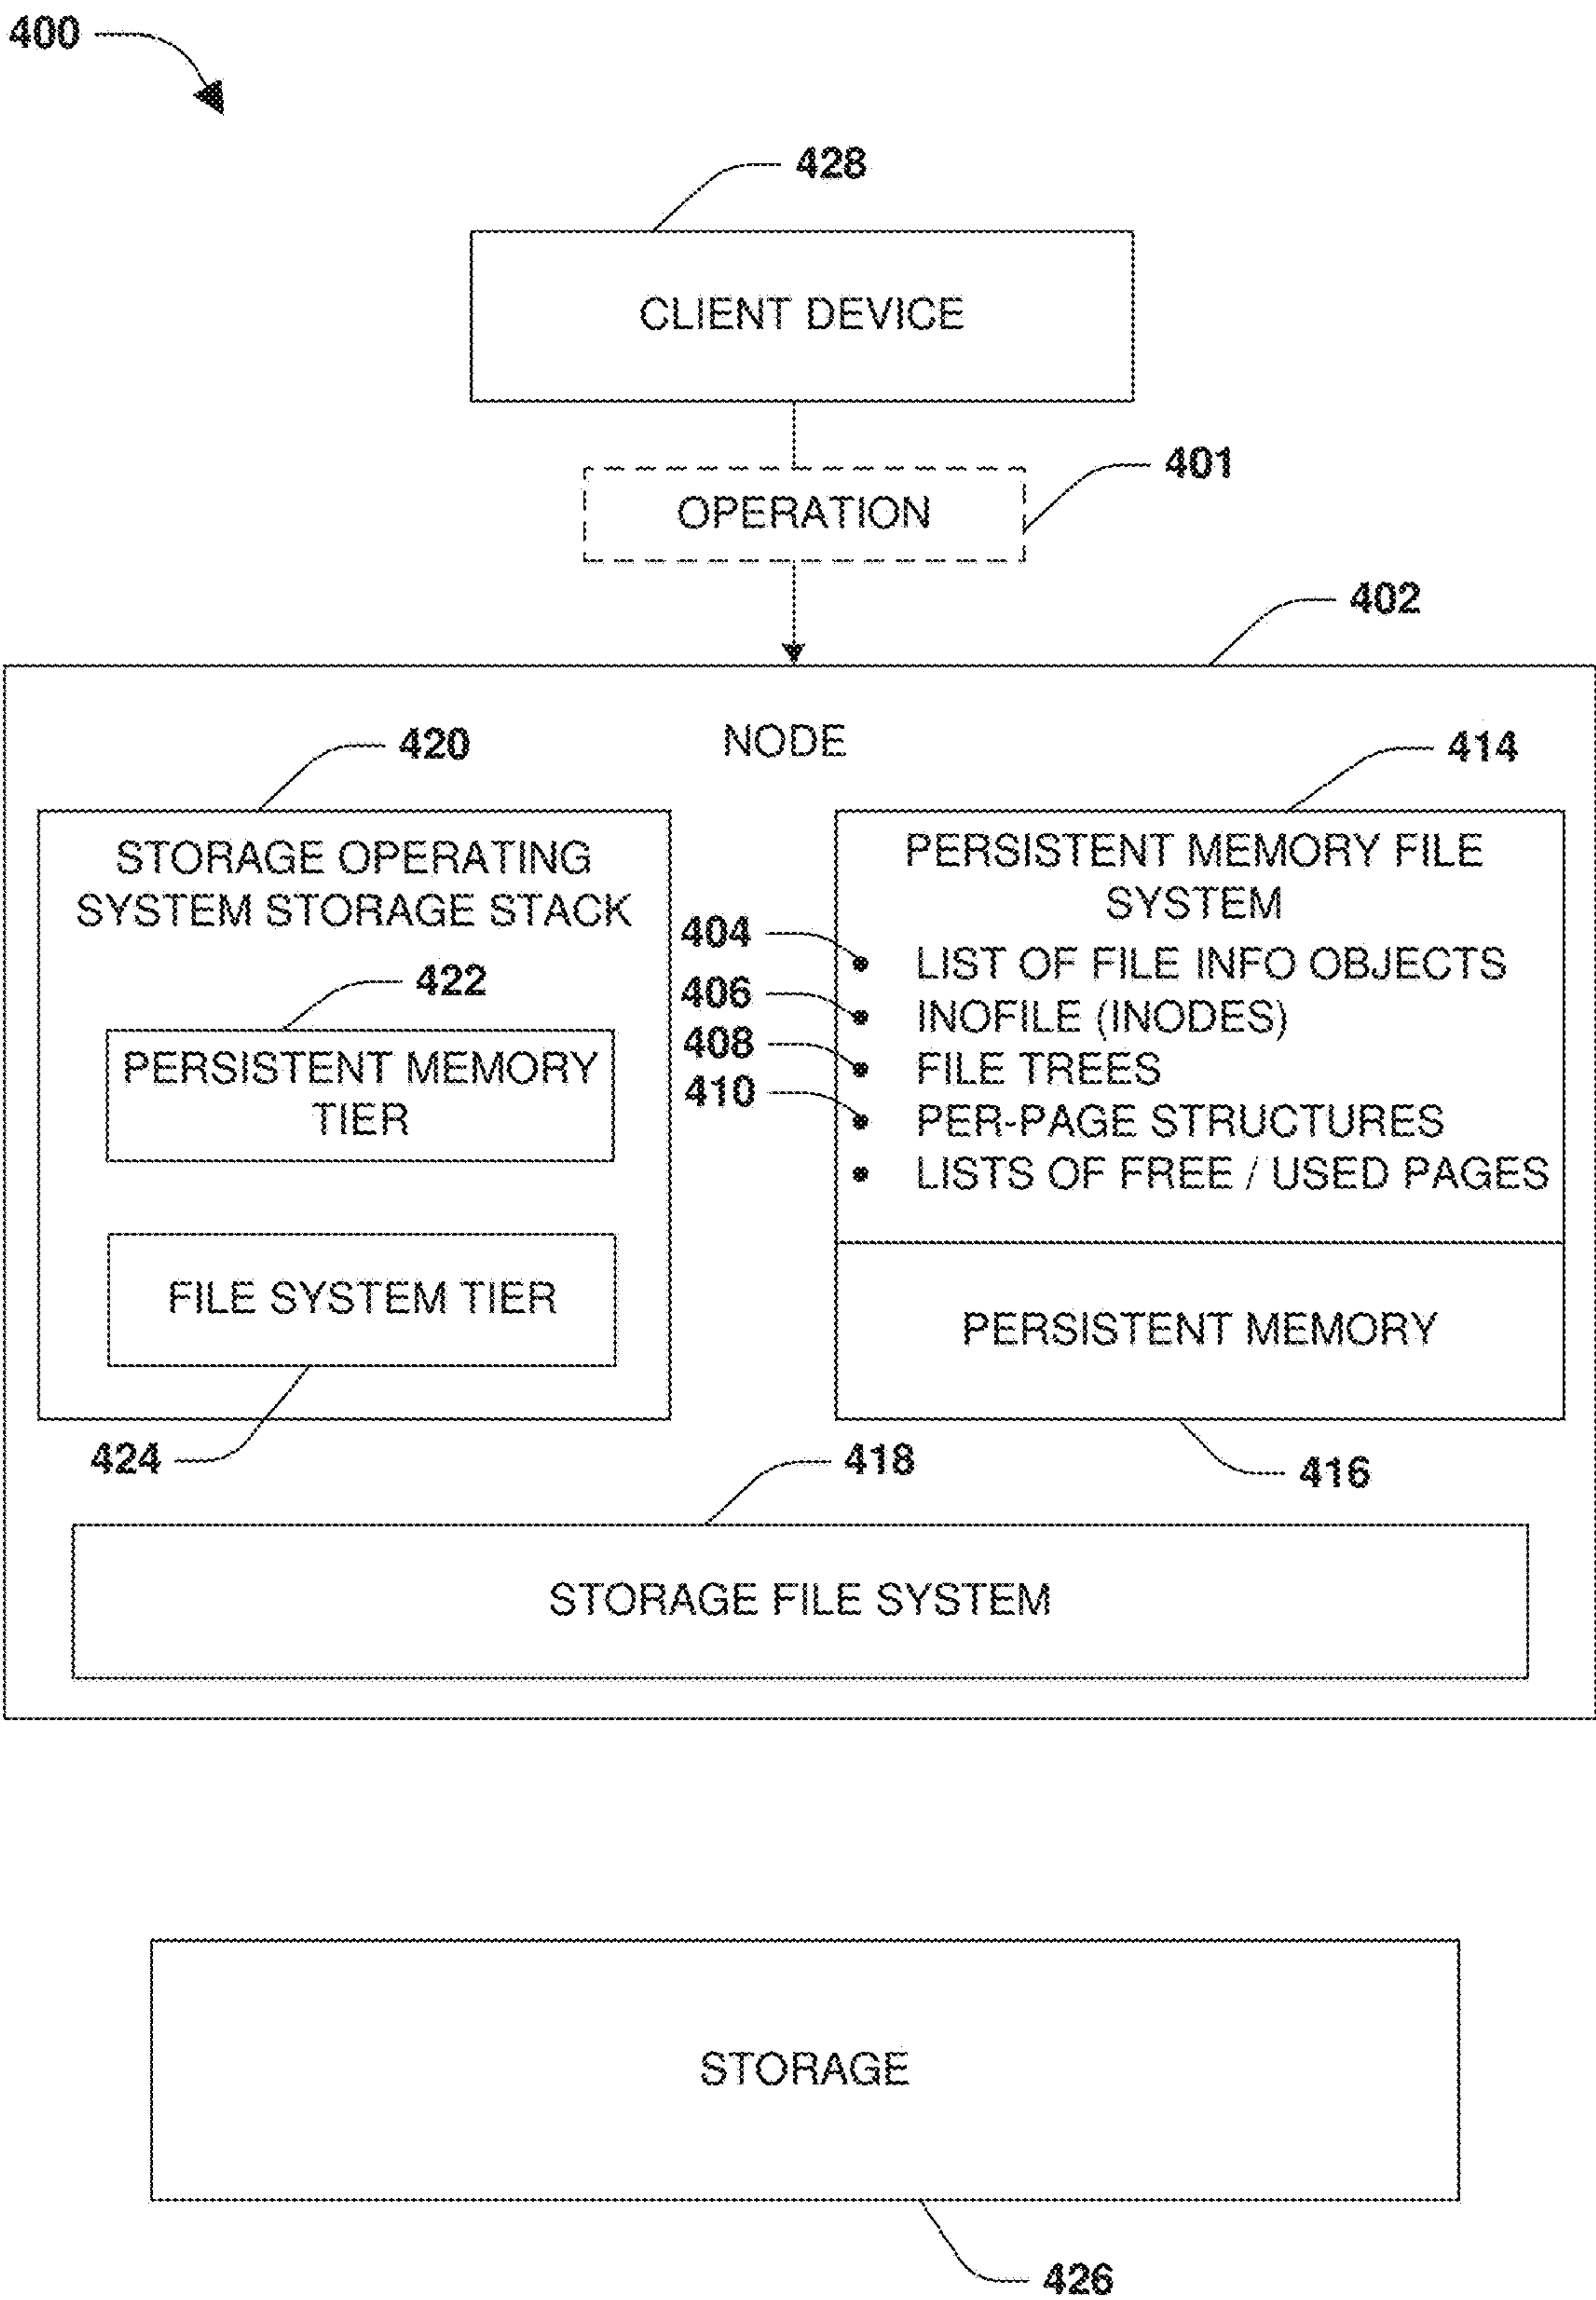 400
428
CLIENT DEVICE
401
OPERATION
402
NODE
420
414
STORAGE OPERATING
SYSTEM STORAGE STACK
422
PERSISTENT MEMORY
TIER
FILE SYSTEM TIER
424
PERSISTENT MEMORY FILE
SYSTEM
404
• LIST OF FILE INFO OBJECTS
406
• INOFILE (INODES)
408
• FILE TREES
410
• PER-PAGE STRUCTURES
• LISTS OF FREE / USED PAGES
PERSISTENT MEMORY
416
418
STORAGE FILE SYSTEM
STORAGE
426